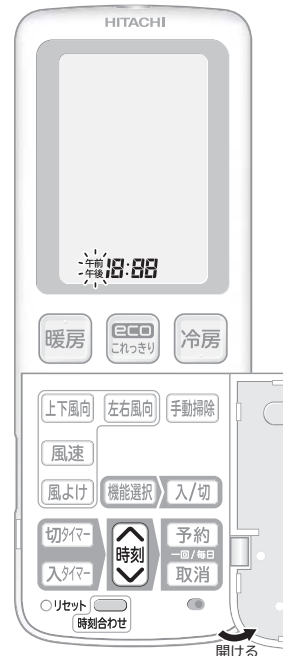 HITACHI
午前
午後 18:88
暖房 eco これっきり 冷房
上下風向 左右風向 手動掃除
風速
風よけ 機能選択 入/切
切タイマー 時刻 予約
一回/毎日
入タイマー 取消
リセット
時刻合わせ
開ける